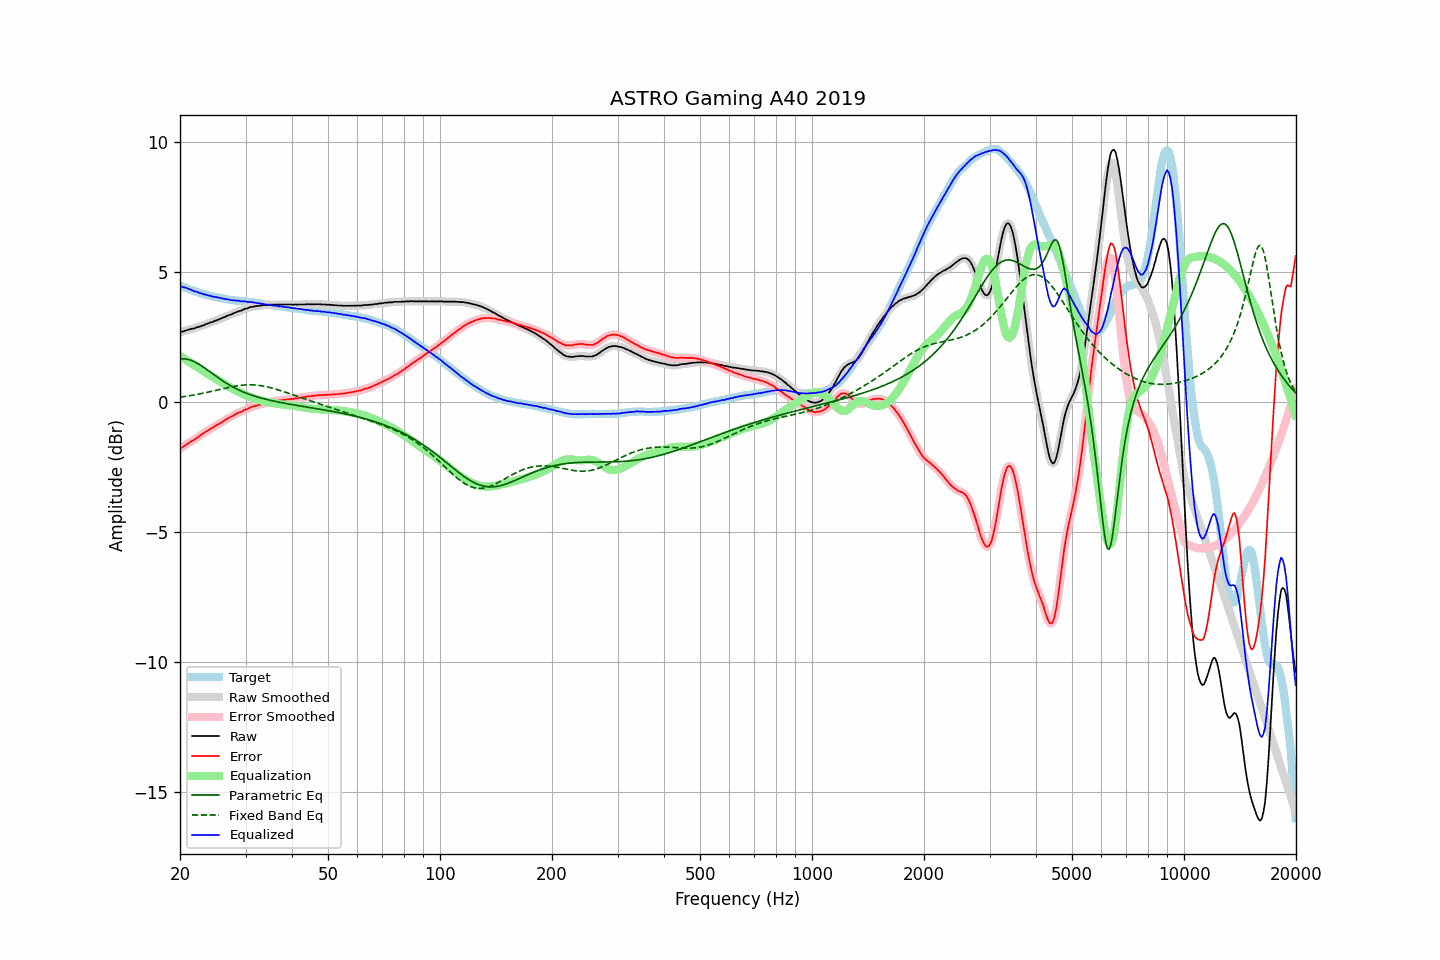 ASTRO Gaming A40 2019
Amplitude (dBr)
10
5
0
−5
−10
−15
Target
Raw Smoothed
Error Smoothed
Raw
Error
Equalization
Parametric Eq
Fixed Band Eq
Equalized
20 50 100 200 500 1000 2000 5000 10000 20000
Frequency (Hz)